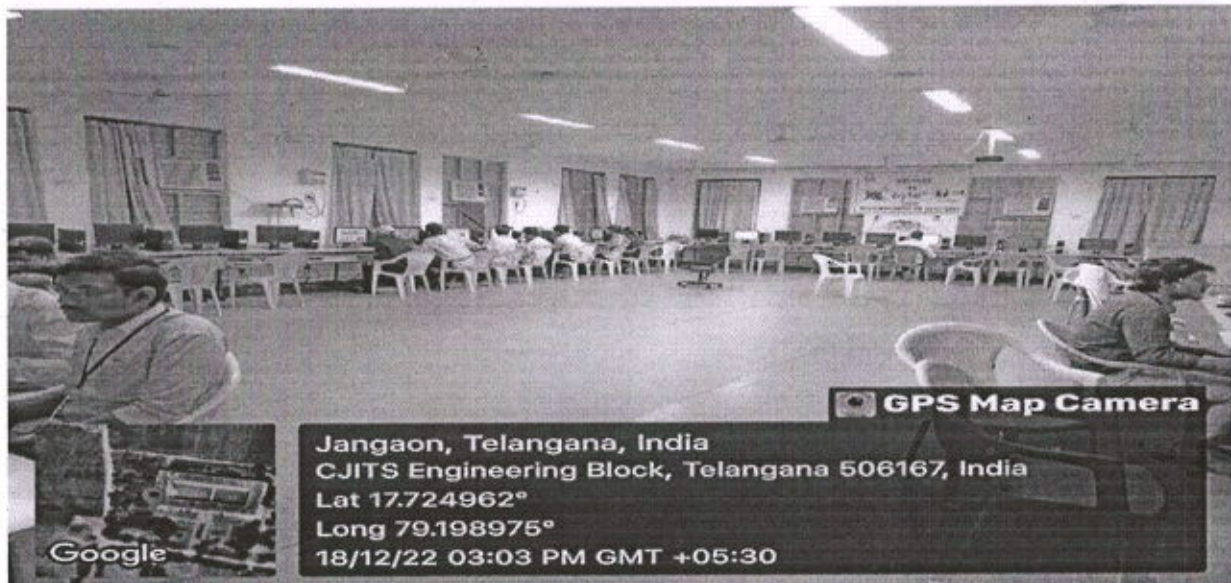 GPS Map Camera
Jangaon, Telangana, India
CJITS Engineering Block, Telangana 506167, India
Lat 17.724962°
Long 79.198975°
18/12/22 03:03 PM GMT +05:30
Google